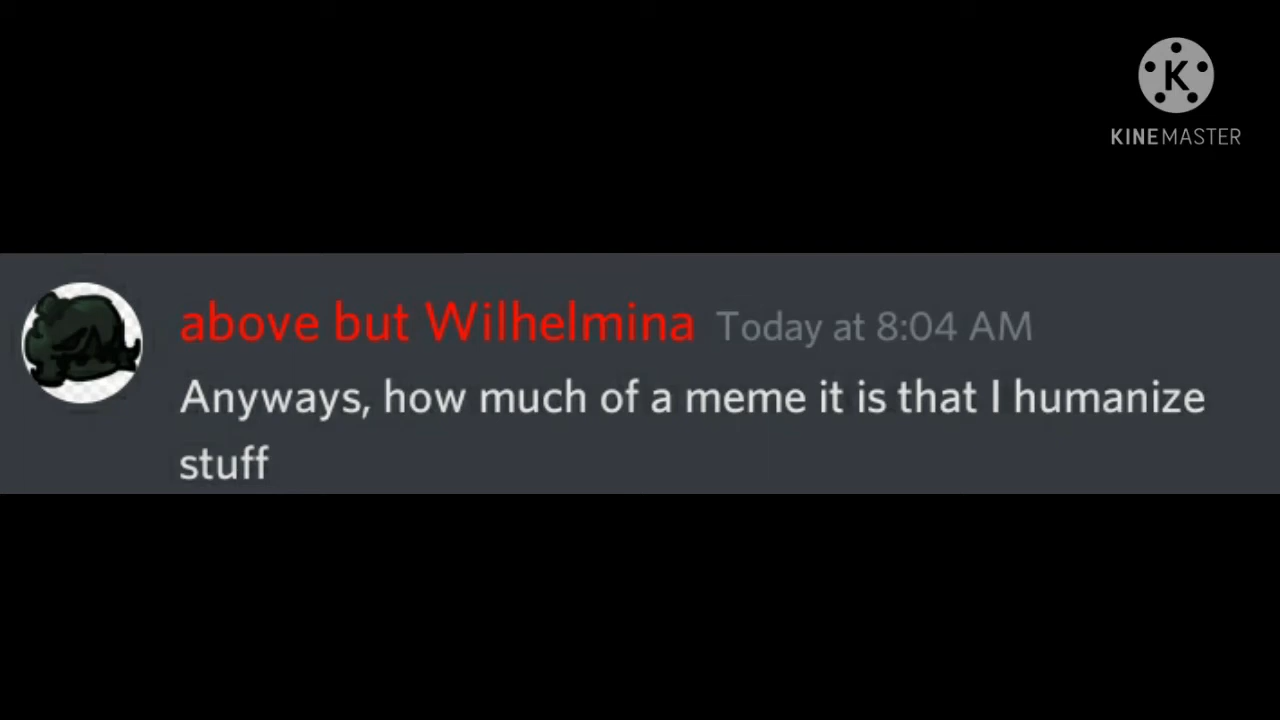 K
KINEMASTER
above but Wilhelmina Today at 8:04 AM
Anyways, how much of a meme it is that I humanize
stuff